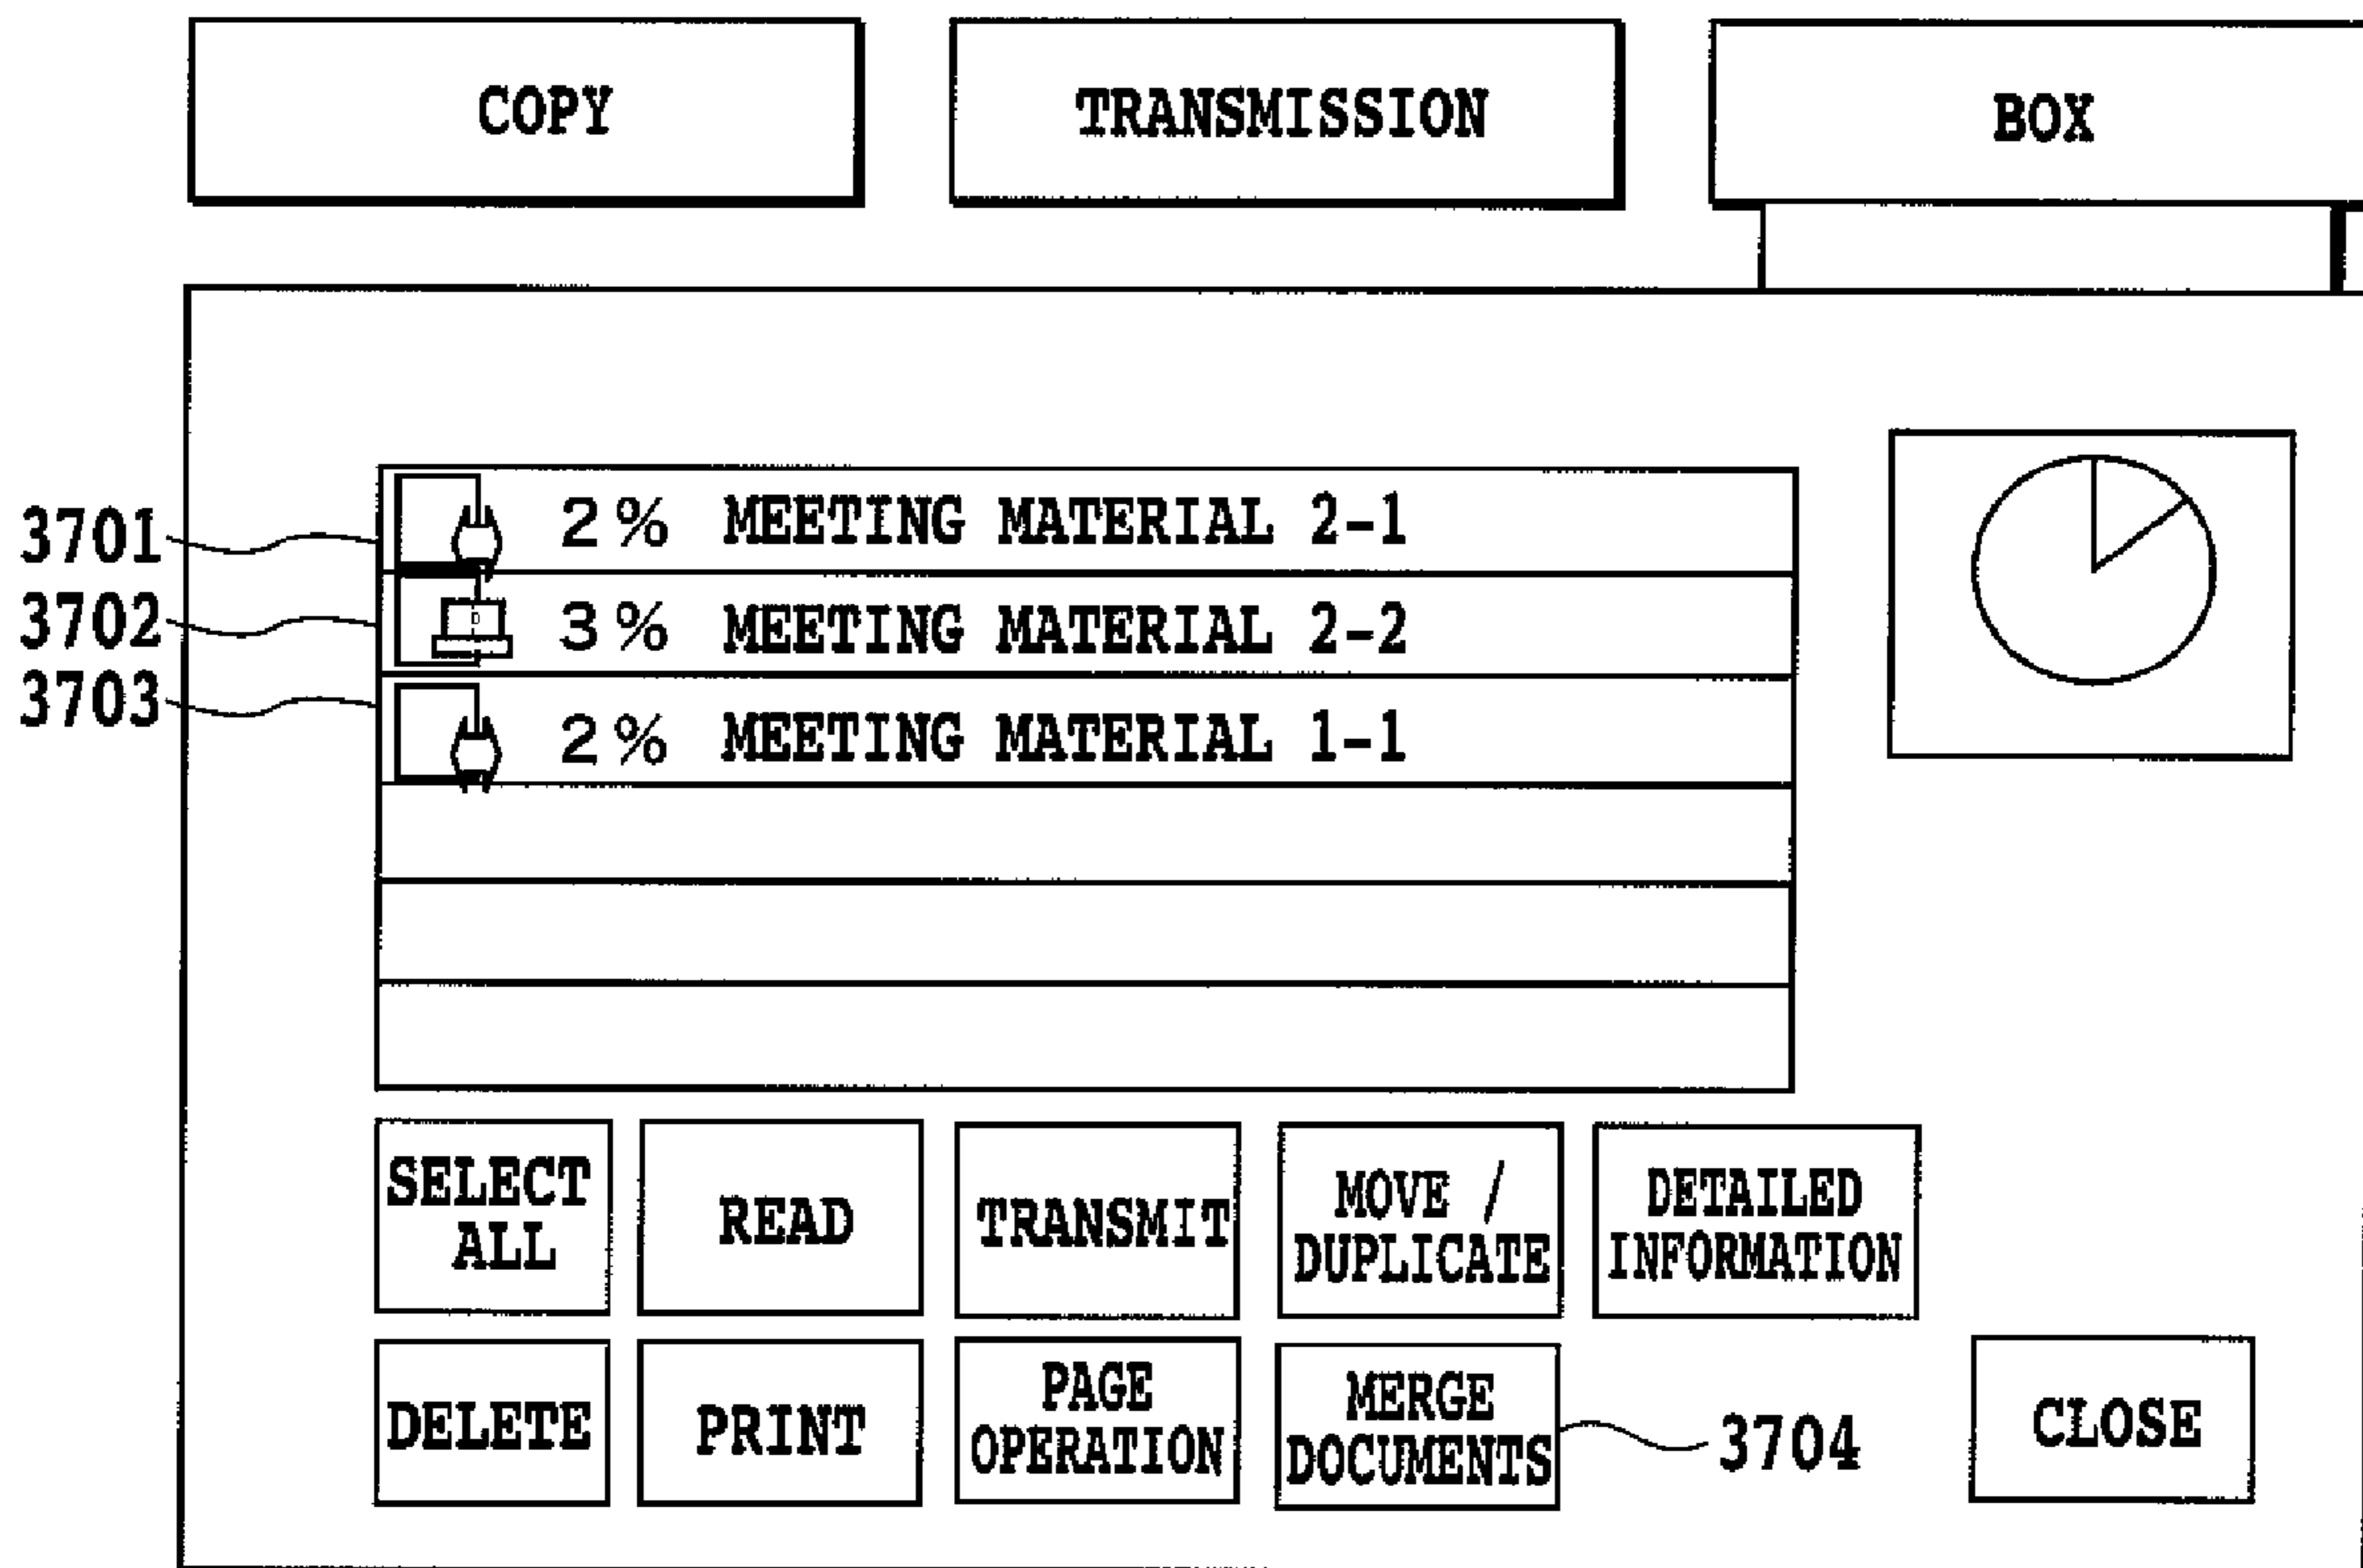 COPY
TRANSMISSION
BOX
3701
2% MEETING MATERIAL 2-1
3702
3% MEETING MATERIAL 2-2
3703
2% MEETING MATERIAL 1-1
SELECT
ALL
READ
TRANSMIT
MOVE /
DUPLICATE
DETAILED
INFORMATION
DELETE
PRINT
PAGE
OPERATION
MERGE
DOCUMENTS
3704
CLOSE